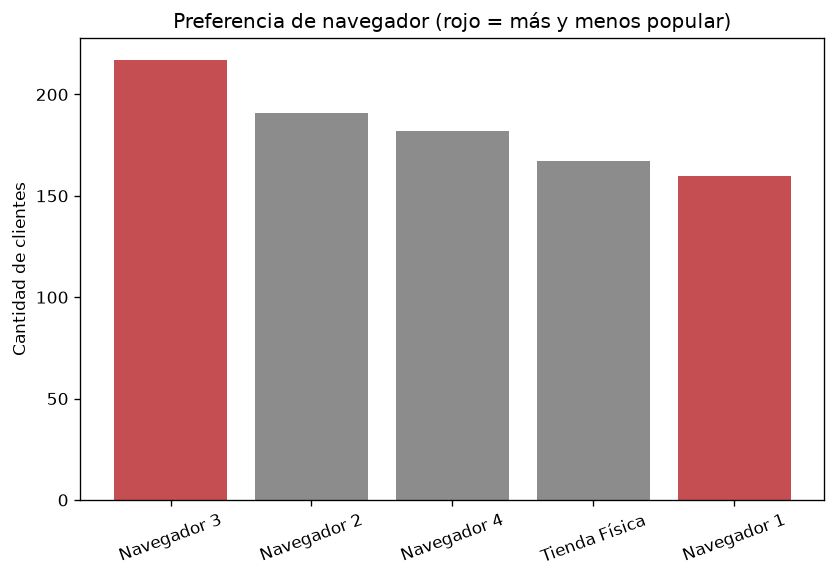 Preferencia de navegador (rojo = más y menos popular)
Cantidad de clientes
200
150
100
50
0
Navegador 3
Navegador 2
Navegador 4
Tienda Física
Navegador 1